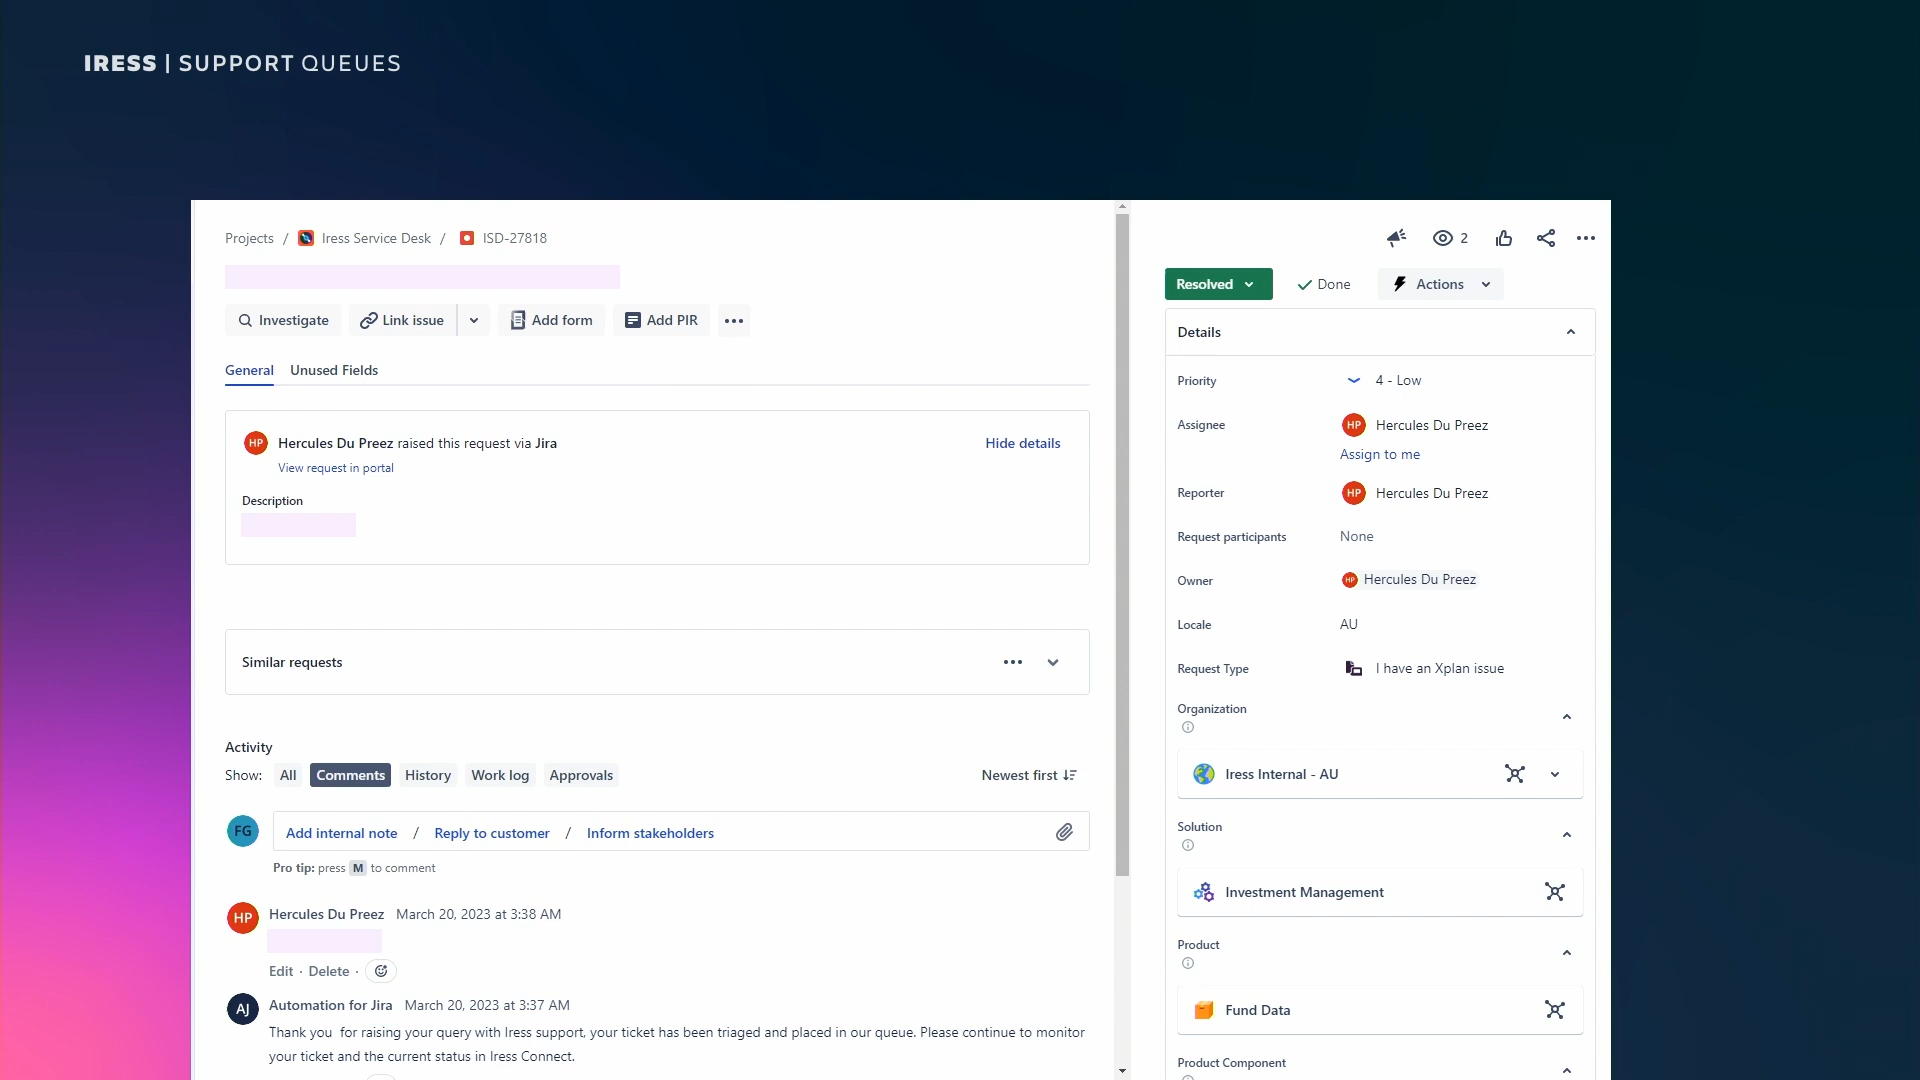 IRESS | SUPPORT QUEUES
Projects / Iress Service Desk / ISD-27818
Investigate
Link issue
Add form
Add PIR
General
Unused Fields
HP
Hercules Du Preez raised this request via Jira
Hide details
View request in portal
Description
Similar requests
Activity
Show:
All
Comments
History
Work log
Approvals
Newest first
FG
Add internal note / Reply to customer / Inform stakeholders
Pro tip: press M to comment
HP
Hercules Du Preez March 20, 2023 at 3:38 AM
Edit · Delete ·
AJ
Automation for Jira March 20, 2023 at 3:37 AM
Thank you for raising your query with Iress support, your ticket has been triaged and placed in our queue. Please continue to monitor
your ticket and the current status in Iress Connect.
2
Resolved
Done
Actions
Details
Priority
4 - Low
Assignee
HP Hercules Du Preez
Assign to me
Reporter
HP Hercules Du Preez
Request participants
None
Owner
HP Hercules Du Preez
Locale
AU
Request Type
I have an Xplan issue
Organization
Iress Internal - AU
Solution
Investment Management
Product
Fund Data
Product Component